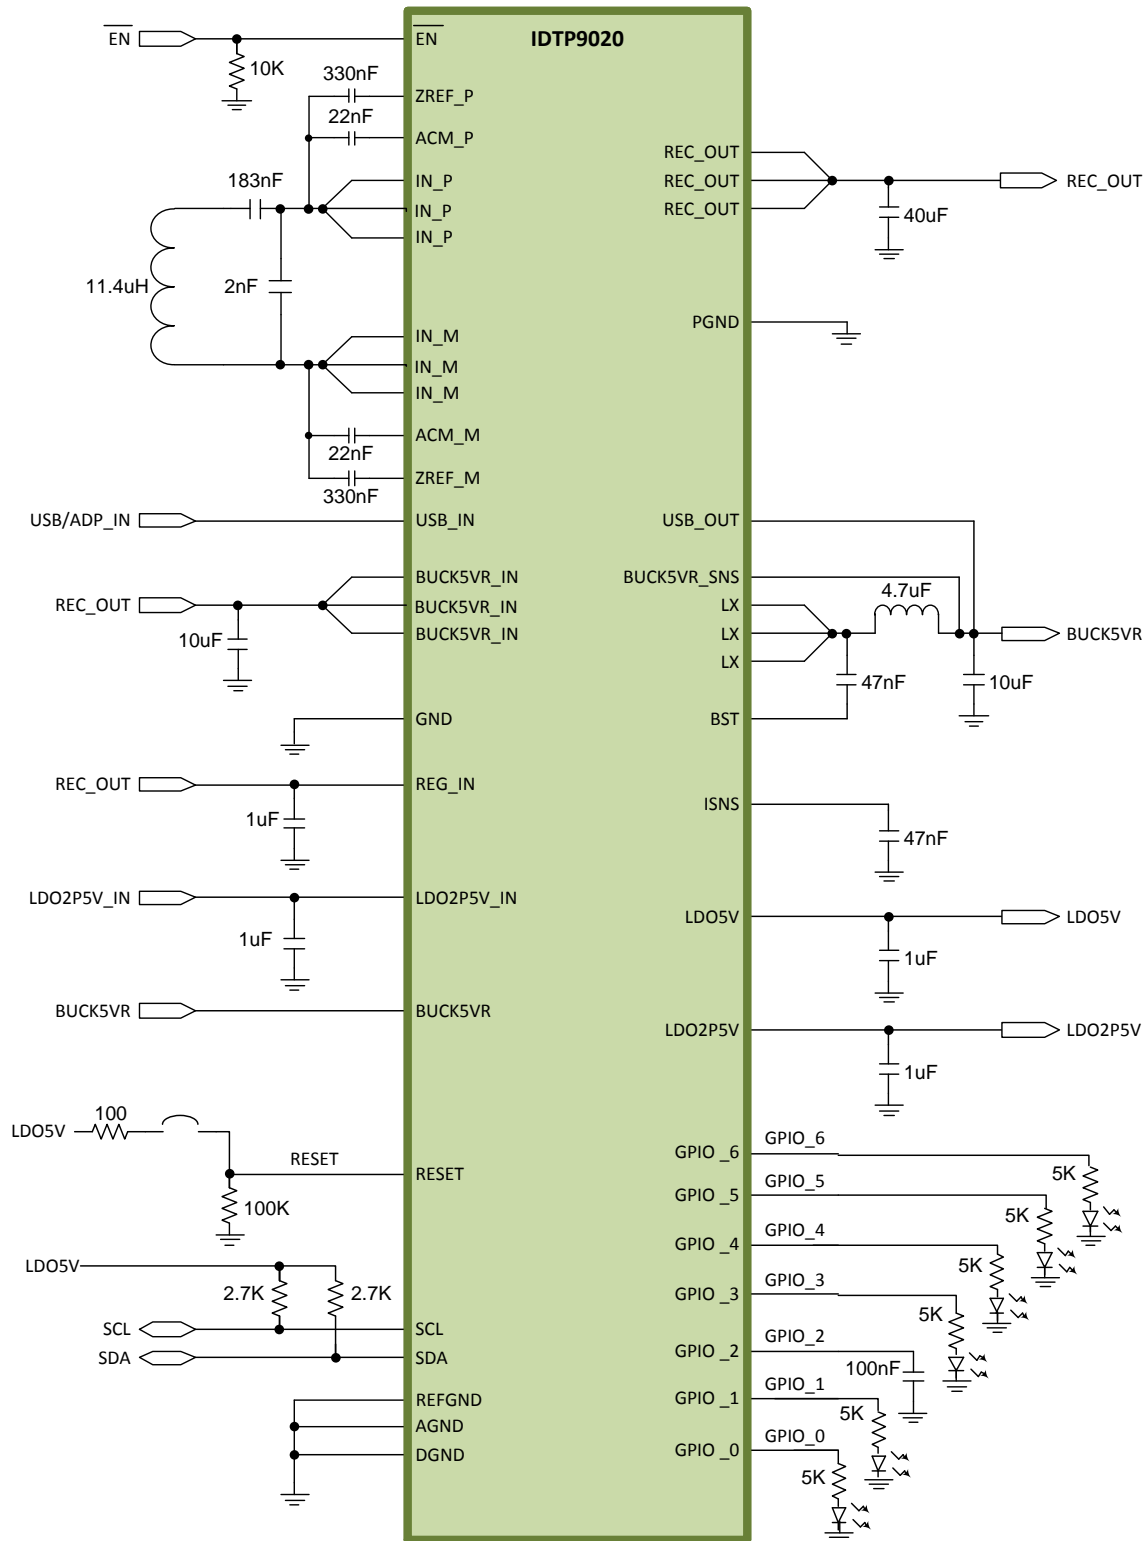 IDTP9020
EN
EN
10K
330nF
ZREF_P
22nF
ACM_P
183nF
IN_P
IN_P
IN_P
11.4uH
2nF
IN_M
IN_M
IN_M
ACM_M
22nF
ZREF_M
330nF
USB/ADP_IN
USB_IN
BUCK5VR_IN
REC_OUT
BUCK5VR_IN
BUCK5VR_IN
10uF
GND
REC_OUT
REG_IN
1uF
LDO2P5V_IN
LDO2P5V_IN
1uF
BUCK5VR
BUCK5VR
100
LDO5V
RESET
RESET
100K
LDO5V
2.7K
2.7K
SCL
SCL
SDA
SDA
REFGND
AGND
DGND
REC_OUT
REC_OUT
REC_OUT
REC_OUT
40uF
PGND
USB_OUT
BUCK5VR_SNS
4.7uF
LX
LX
LX
BUCK5VR
47nF
10uF
BST
ISNS
47nF
LDO5V
LDO5V
1uF
LDO2P5V
LDO2P5V
1uF
GPIO _6
GPIO_6
5K
GPIO _5
GPIO_5
5K
GPIO _4
GPIO_4
5K
GPIO _3
GPIO_3
5K
GPIO _2
GPIO_2
100nF
GPIO _1
GPIO_1
5K
GPIO _0
GPIO_0
5K